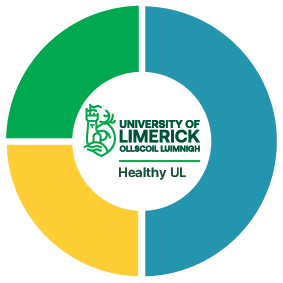 UNIVERSITY OF
LIMERICK
OLLSCOIL LUIMNIGH
Healthy UL